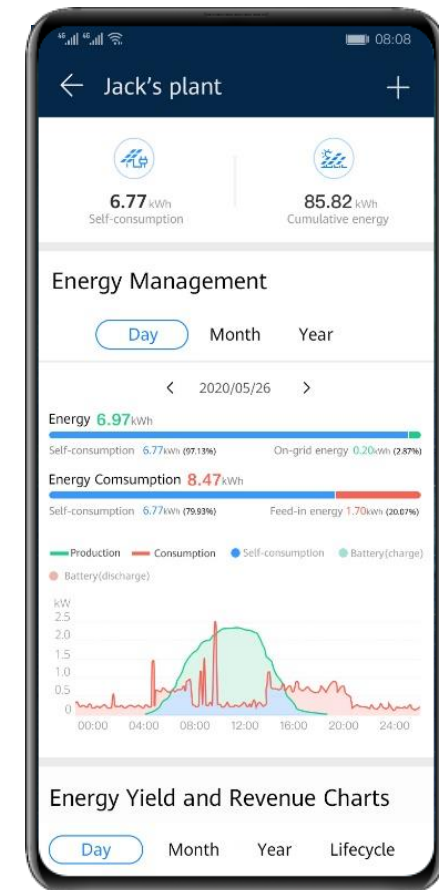 46 46 08:08
Jack's plant
6.77 kWh 85.82 kWh
Self-consumption Cumulative energy
Energy Management
Day Month Year
2020/05/26
Energy 6.97kWh
Self-consumption 6.77kWh (97.13%) On-grid energy 0.20kWh (2.87%)
Energy Comsumption 8.47kWh
Self-consumption 6.77kWh (79.93%) Feed-in energy 1.70kWh (20.07%)
Production Consumption Self-consumption Battery(charge)
Battery(discharge)
kW
2.5
2.0
1.5
1.0
0.5
0
00:00 04:00 08:00 12:00 16:00 20:00 24:00
Energy Yield and Revenue Charts
Day Month Year Lifecycle